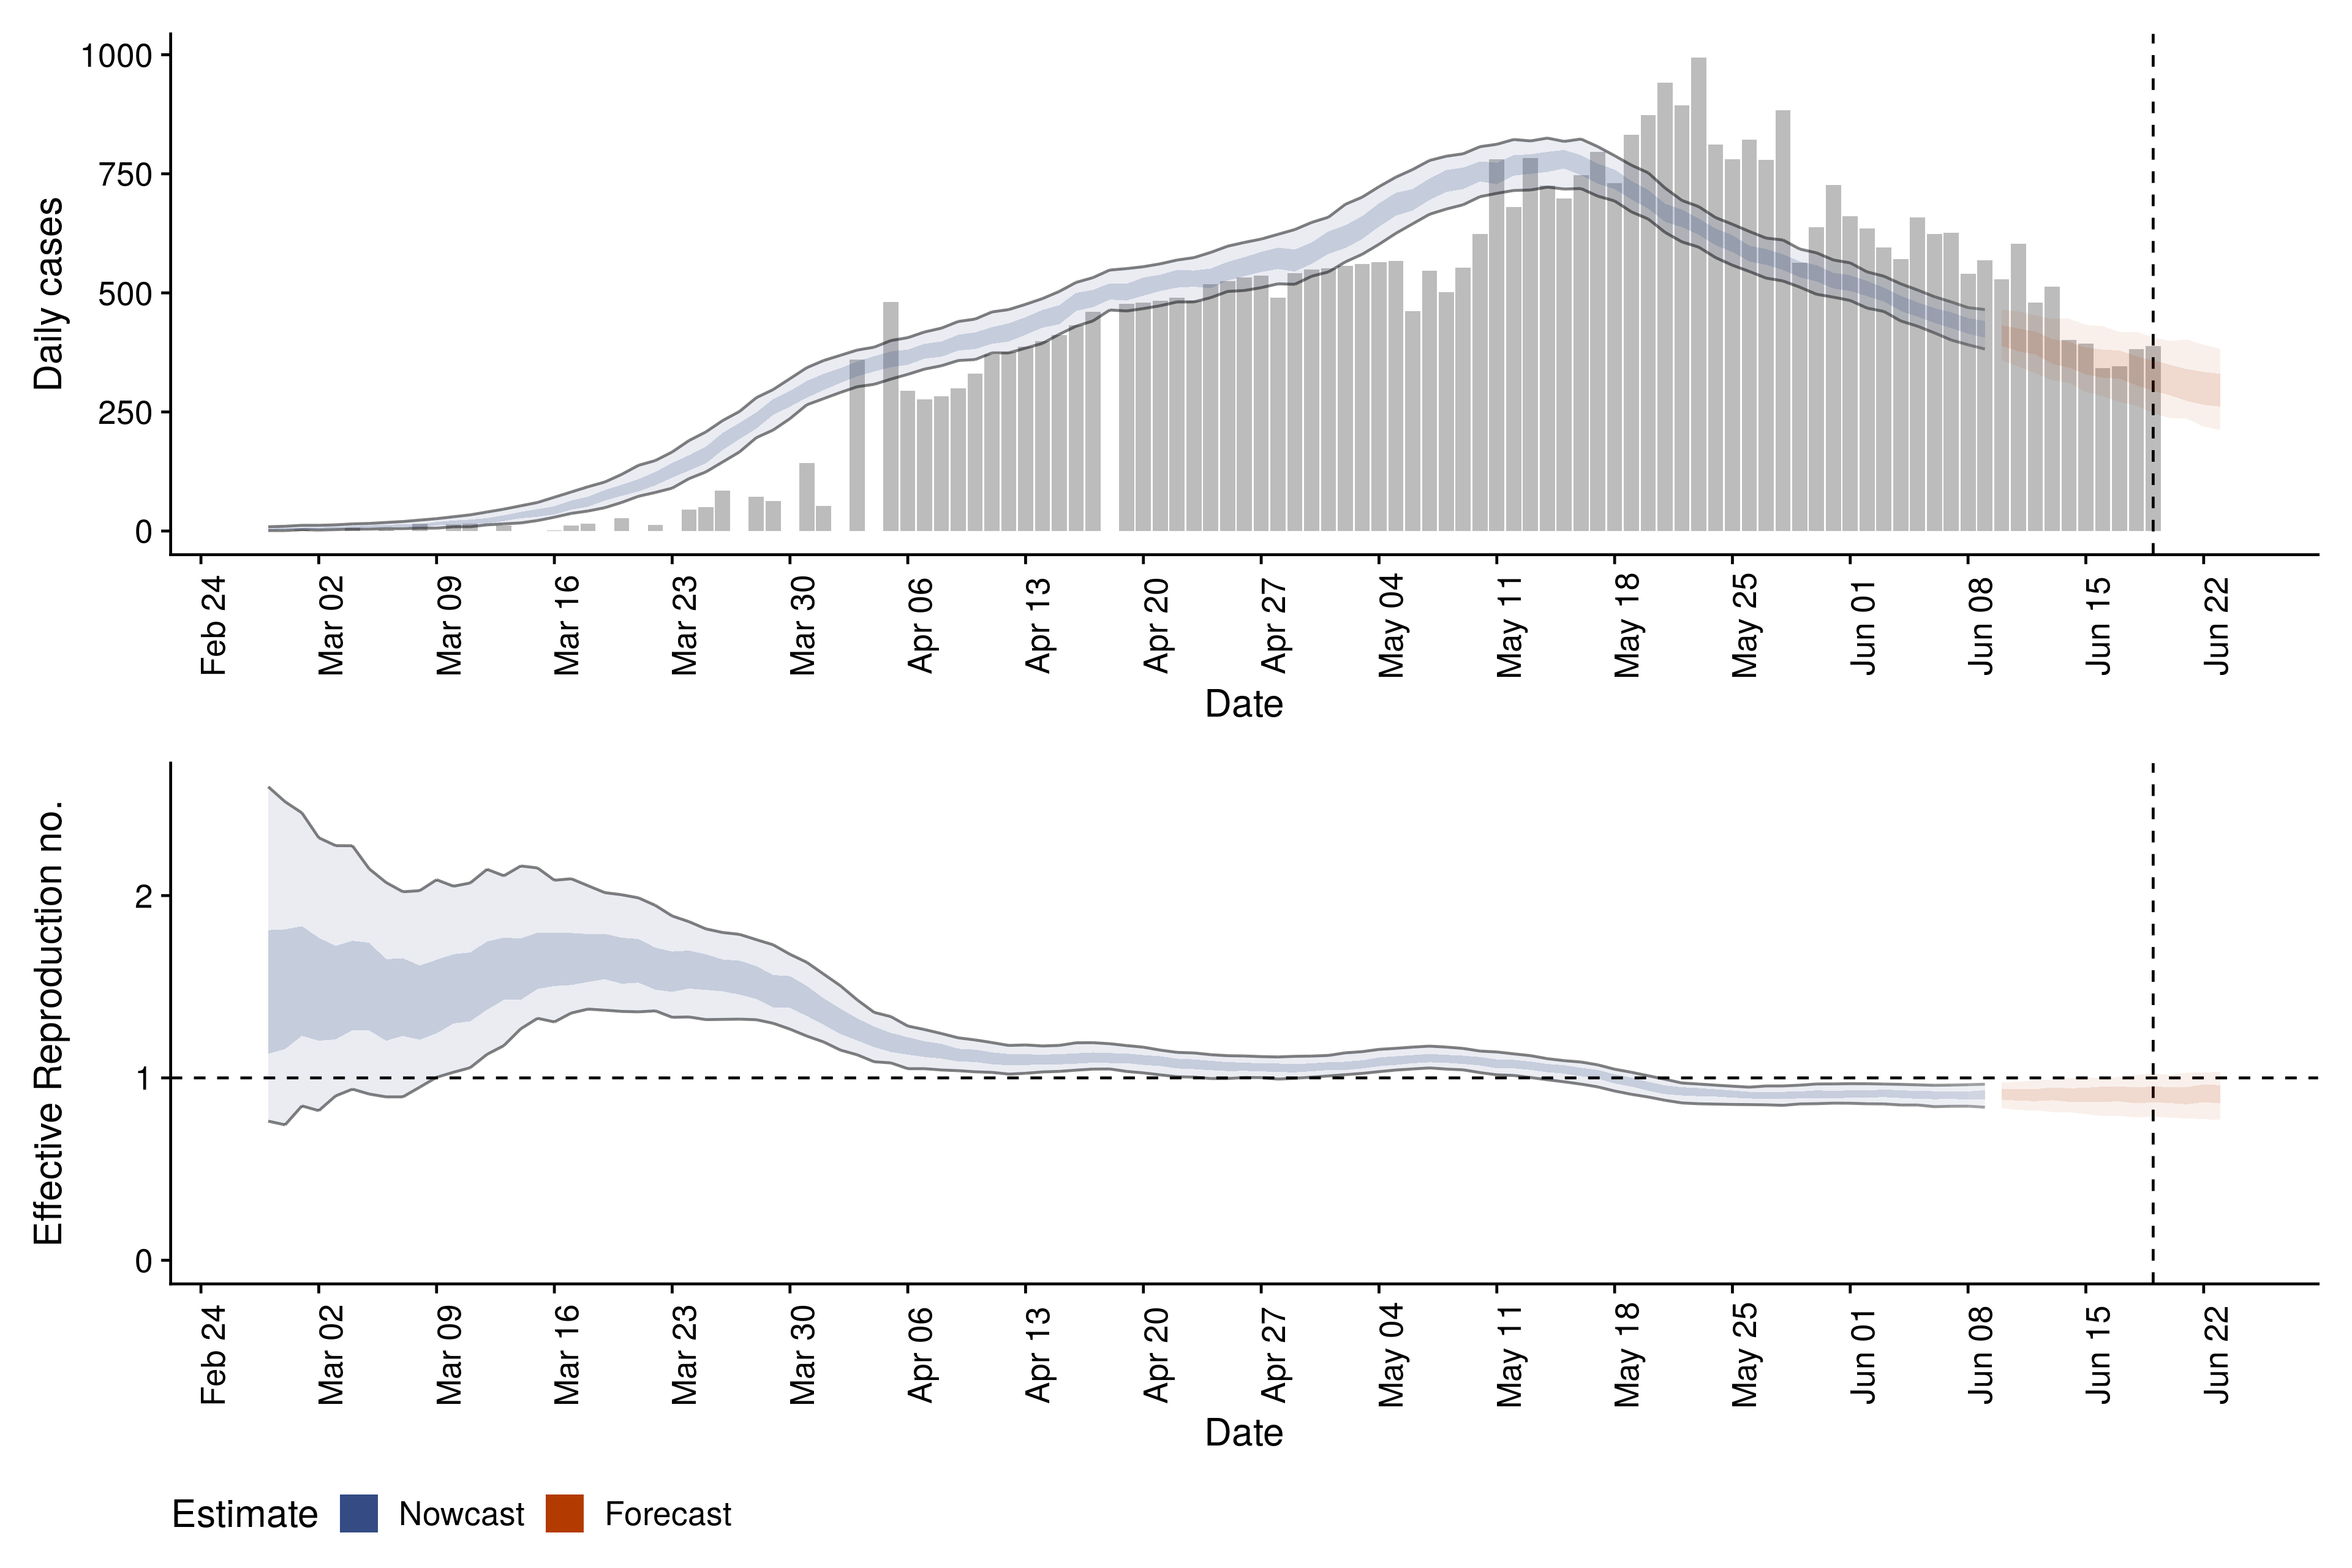 Daily cases
1000
750
500
250
0
Feb 24
Mar 02
Mar 09
Mar 16
Mar 23
Mar 30
Apr 06
Apr 13
Apr 20
Apr 27
May 04
May 11
May 18
May 25
Jun 01
Jun 08
Jun 15
Jun 22
Date
Effective Reproduction no.
2
1
0
Feb 24
Mar 02
Mar 09
Mar 16
Mar 23
Mar 30
Apr 06
Apr 13
Apr 20
Apr 27
May 04
May 11
May 18
May 25
Jun 01
Jun 08
Jun 15
Jun 22
Date
Estimate Nowcast Forecast